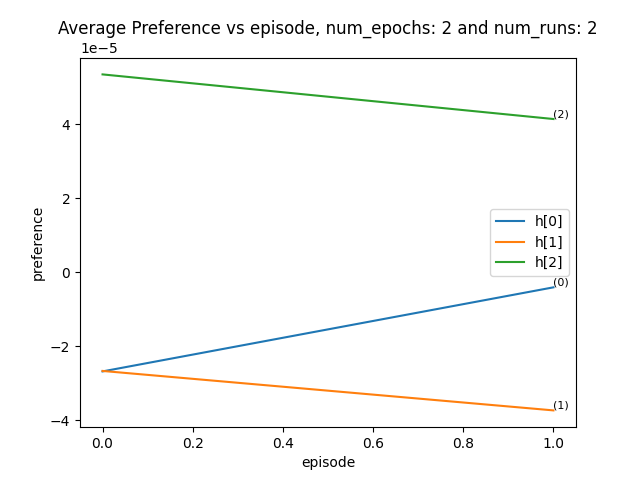 Average Preference vs episode, num_epochs: 2 and num_runs: 2
1e−5
4
2
0
−2
−4
preference
(2)
h[0]
h[1]
h[2]
(0)
(1)
0.0 0.2 0.4 0.6 0.8 1.0
episode